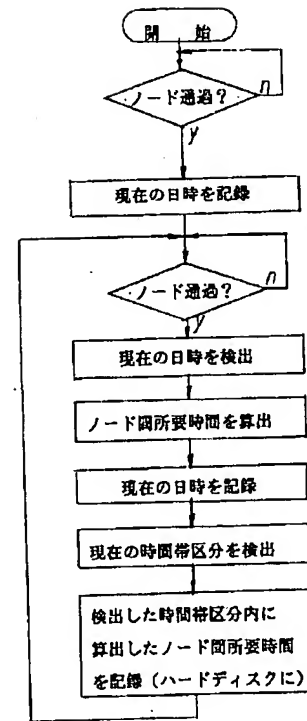 開始
ノード通過?
n
y
現在の日時を記録
ノード通過?
n
y
現在の日時を検出
ノード間所要時間を算出
現在の日時を記録
現在の時間帯区分を検出
検出した時間帯区分内に
算出したノード間所要時間
を記録(ハードディスクに)